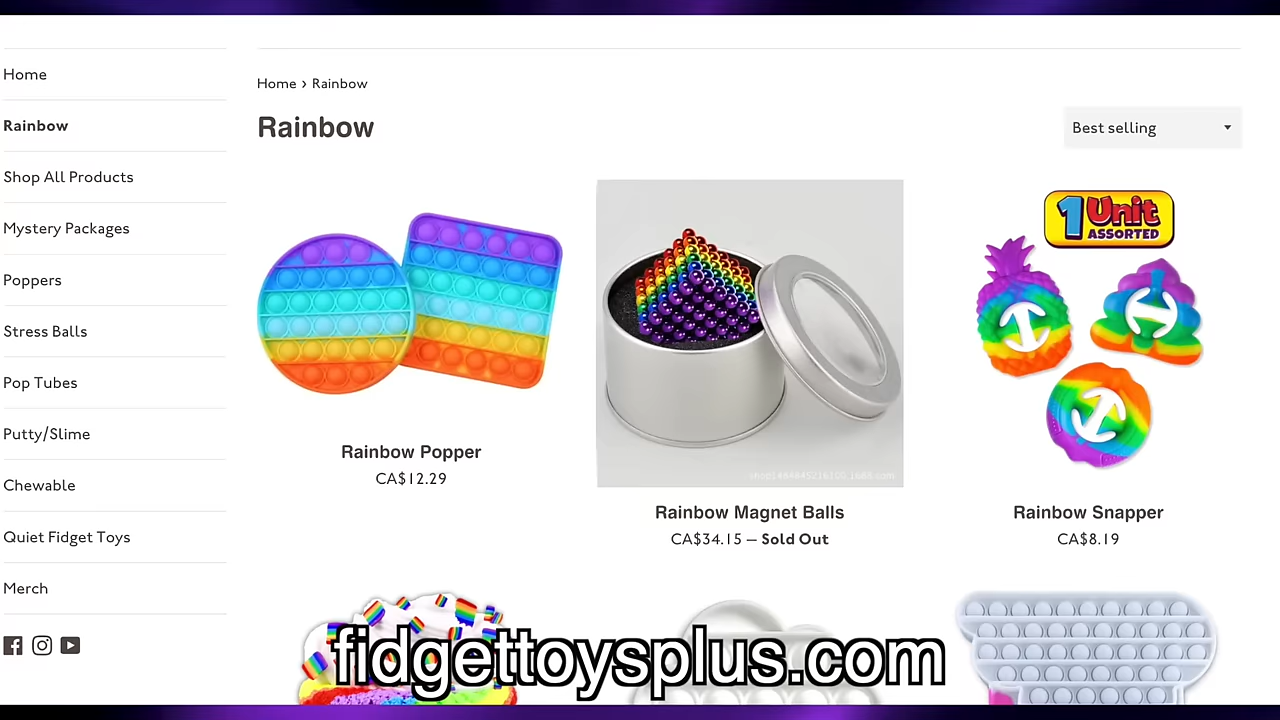 Home
Rainbow
Shop All Products
Mystery Packages
Poppers
Stress Balls
Pop Tubes
Putty/Slime
Chewable
Quiet Fidget Toys
Merch
Home › Rainbow
Rainbow
Best selling
Rainbow Popper
CA$12.29
Rainbow Magnet Balls
CA$34.15 — Sold Out
1 Unit
ASSORTED
Rainbow Snapper
CA$8.19
fidgettoysplus.com